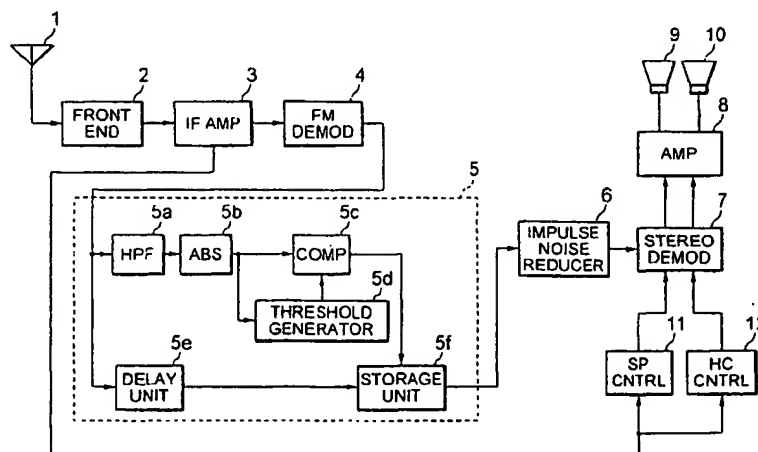 1
2
3
4
9
10
8
FRONT
END
IF AMP
FM
DEMOD
AMP
5
6
7
5a
5b
5c
HPF
ABS
COMP
5d
THRESHOLD
GENERATOR
IMPULSE
NOISE
REDUCER
STEREO
DEMOD
5e
5f
11
DELAY
UNIT
STORAGE
UNIT
SP
CNTRL
HC
CNTRL